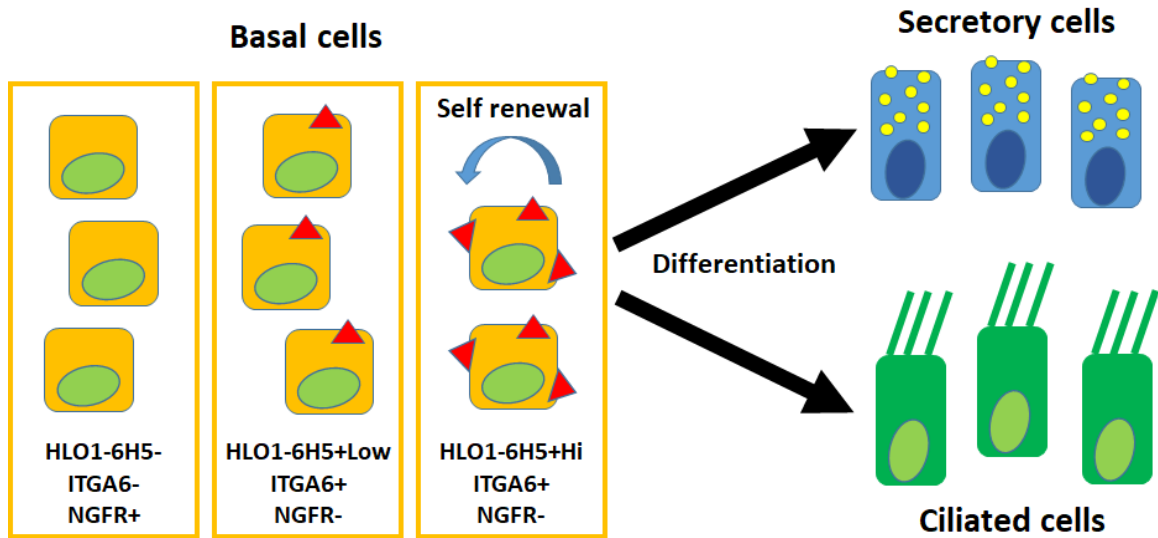 Basal cells
Secretory cells
Self renewal
Differentiation
HLO1-6H5-
ITGA6-
NGFR+
HLO1-6H5+Low
ITGA6+
NGFR-
HLO1-6H5+Hi
ITGA6+
NGFR-
Ciliated cells